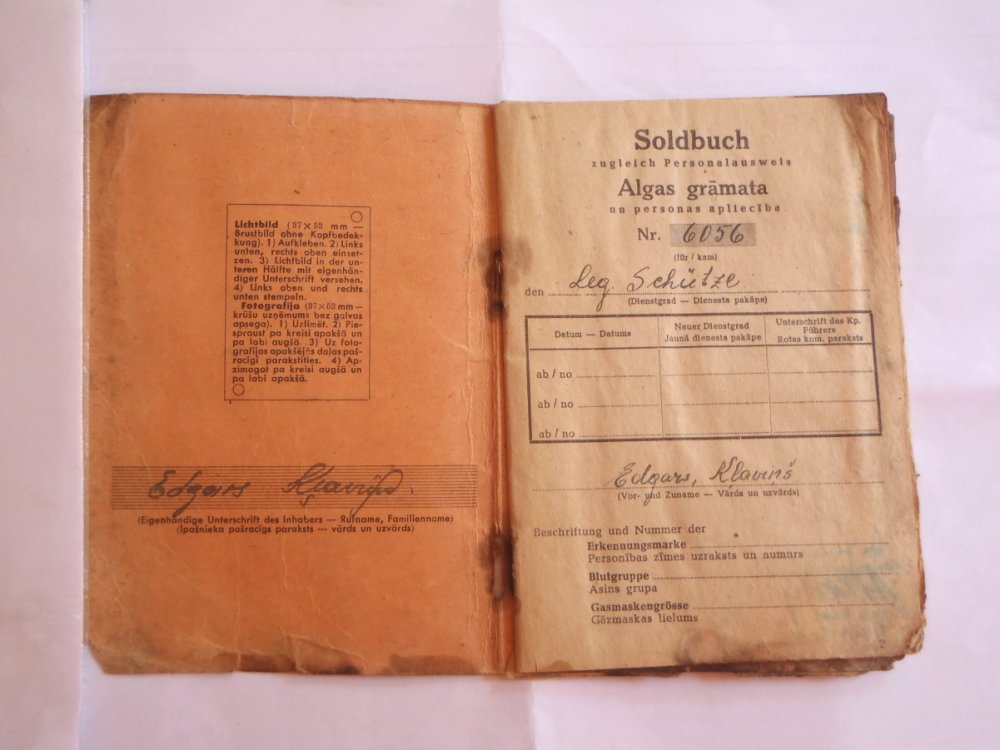 Lichtbild (37×52 mm —
Brustbild ohne Kopfbedek-
kung). 1) Aufkleben. 2) Links
unten, rechts oben einset-
zen. 3) Lichtbild in der un-
teren Hälfte mit eigenhän-
diger Unterschrift versehen.
4) Links oben und rechts
unten stempeln.
Fotografija (37×52 mm —
krūšu uzņēmums bez galvas
apsega). 1) Uzlīmēt. 2) Pie-
spraust pa kreisi apakšā un
pa labi augšā. 3) Uz foto-
grafijas apakšējās daļas paš-
rocīgi parakstīties. 4) Ap-
zīmogot pa kreisi augšā un
pa labi apakšā.
Edgars Kļaviņš
(Eigenhändige Unterschrift des Inhabers — Rufname, Familienname)
(Īpašnieka pašrocīgs paraksts — vārds un uzvārds)
Soldbuch
zugleich Personalausweis
Algas grāmata
un personas apliecība
Nr. 6056
(für / kam)
den Leg. Schütze
(Dienstgrad — Dienesta pakāpe)
Datum — Datums
Neuer Dienstgrad
Jaunā dienesta pakāpe
Unterschrift des Kp.
Führers
Rotas kom. paraksts
ab / no
ab / no
ab / no
Edgars, Kļaviņš
(Vor- und Zuname — Vārds un uzvārds)
Beschriftung und Nummer der
Erkennungsmarke
Personības zīmes uzraksts un numurs
Blutgruppe
Asins grupa
Gasmaskengrösse
Gāzmaskas lielums